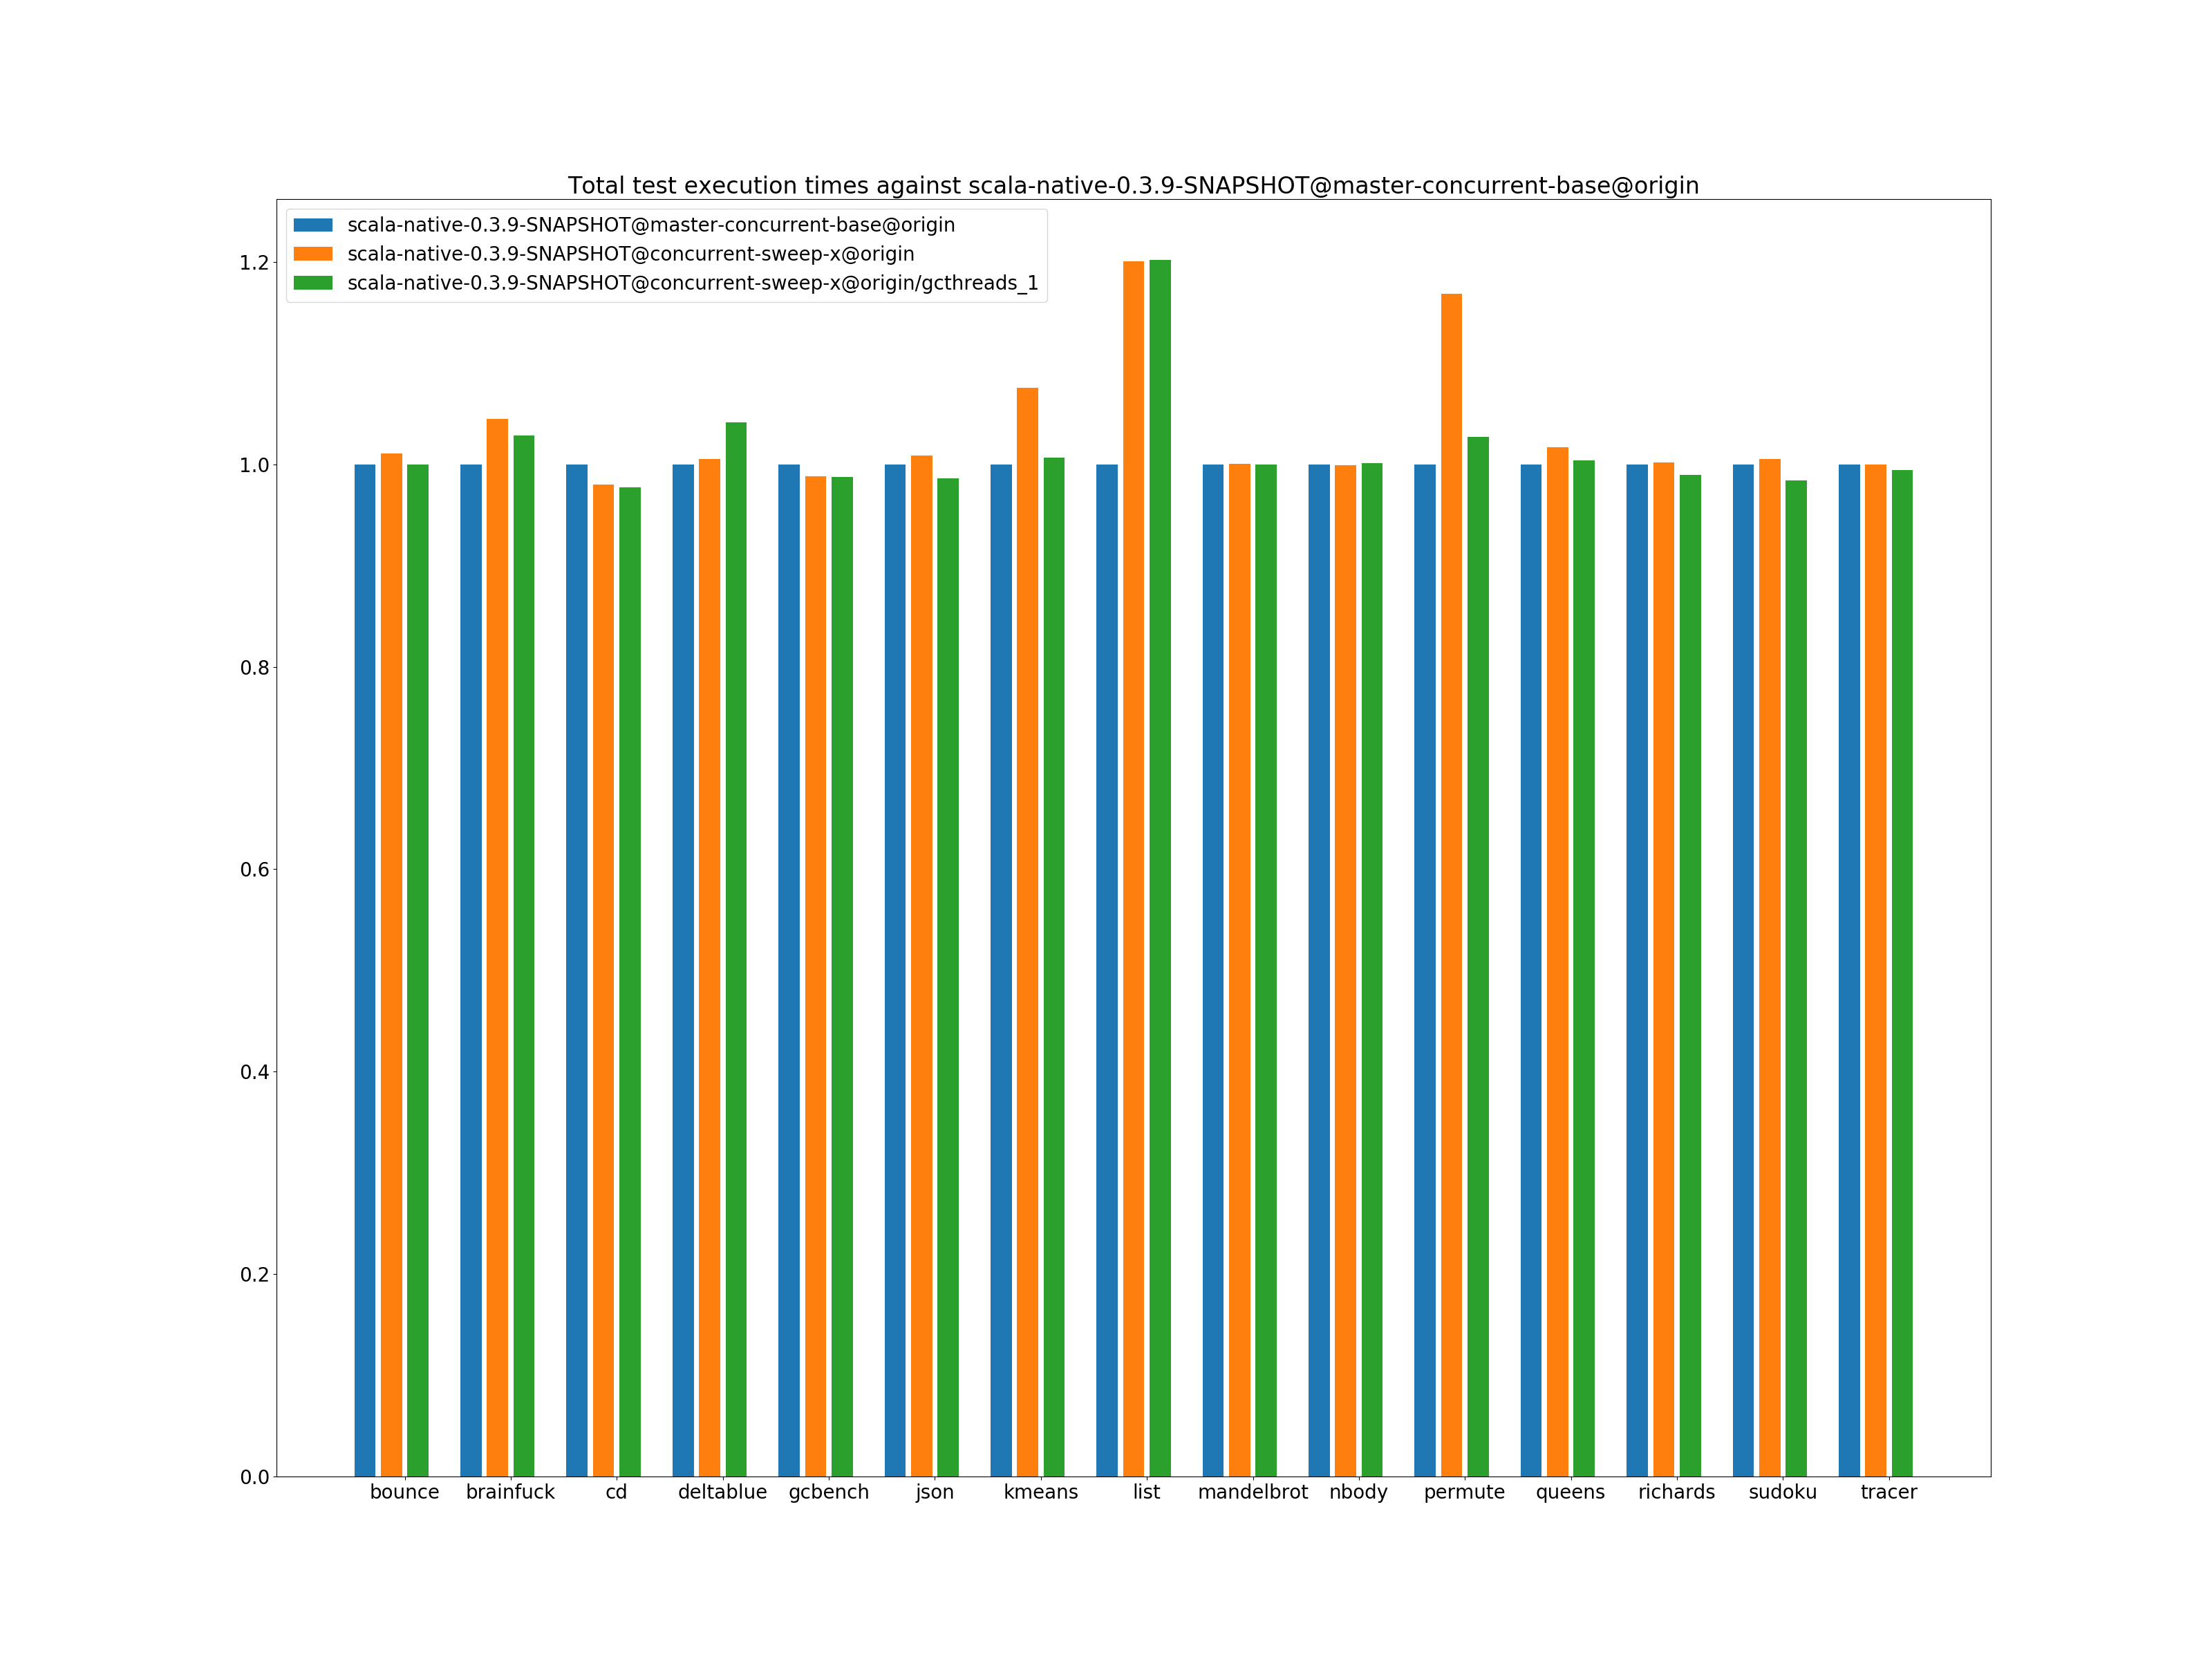 Total test execution times against scala-native-0.3.9-SNAPSHOT@master-concurrent-base@origin
scala-native-0.3.9-SNAPSHOT@master-concurrent-base@origin
scala-native-0.3.9-SNAPSHOT@concurrent-sweep-x@origin
scala-native-0.3.9-SNAPSHOT@concurrent-sweep-x@origin/gcthreads_1
1.2
1.0
0.8
0.6
0.4
0.2
0.0
bounce brainfuck cd deltablue gcbench json kmeans list mandelbrot nbody permute queens richards sudoku tracer